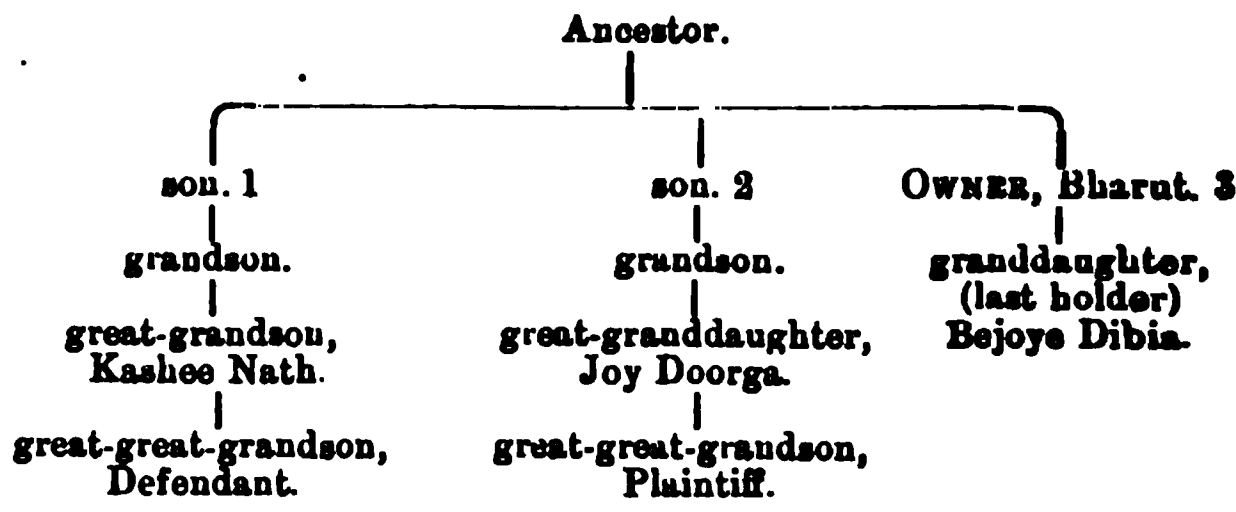 Ancestor.
son. 1
son. 2
OWNER, Bharut. 3
grandson.
grandson.
granddaughter,
(last holder)
Bejoye Dibia.
great-grandson,
Kashee Nath.
great-granddaughter,
Joy Doorga.
great-great-grandson,
Defendant.
great-great-grandson,
Plaintiff.